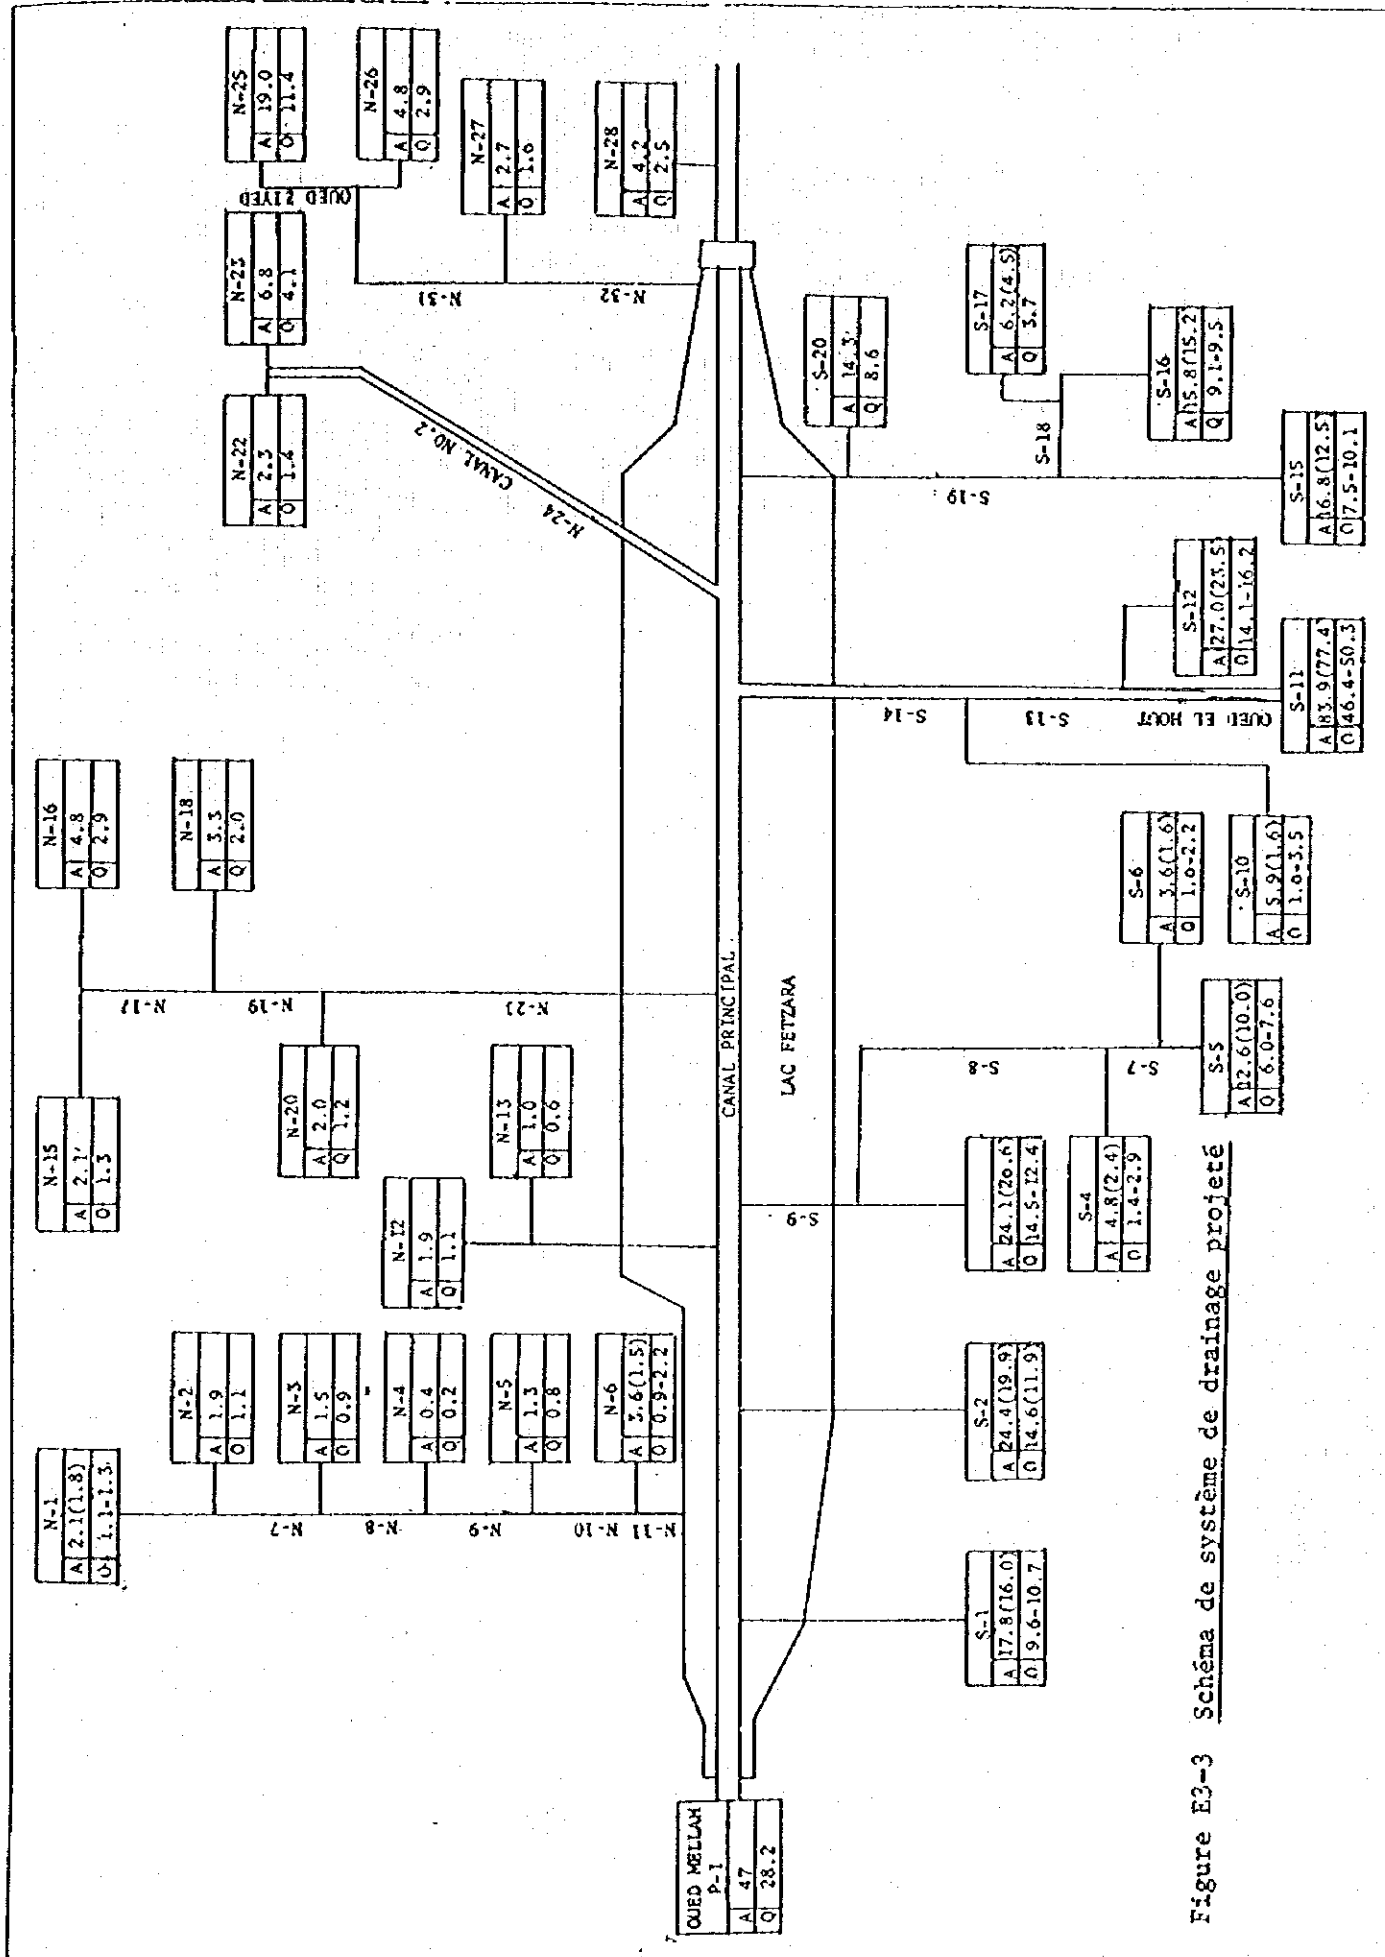 N-1
A 2.1(1.8)
Q 1.1-1.3
N-2
A 1.9
Q 1.1
N-3
A 1.5
Q 0.9
N-4
A 0.4
Q 0.2
N-5
A 1.3
Q 0.8
N-6
A 3.6(1.5)
Q 0.9-2.2
N-7
N-8
N-9
N-10
N-11
N-12
A 1.9
Q 1.1
N-13
A 1.0
Q 0.6
N-15
A 2.1
Q 1.3
N-16
A 4.8
Q 2.9
N-17
N-18
A 3.3
Q 2.0
N-19
N-20
A 2.0
Q 1.2
N-21
N-22
A 2.3
Q 1.4
N-23
A 6.8
Q 4.1
CANAL NO.2
N-24
N-25
A 19.0
Q 11.4
OUED ZIYED
N-26
A 4.8
Q 2.9
N-31
N-27
A 2.7
Q 1.6
N-32
N-28
A 4.2
Q 2.5
OUED MELLAH
P-1
A 47
Q 28.2
CANAL PRINCIPAL
LAC FETZARA
S-1
A 17.8(16.0)
Q 9.6-10.7
S-2
A 24.4(19.9)
Q 14.6(11.9)
S-9
A 24.1(20.6)
Q 14.5-12.4
S-4
A 4.8(2.4)
Q 1.4-2.9
S-8
S-7
S-5
A 12.6(10.0)
Q 6.0-7.6
S-6
A 3.6(1.6)
Q 1.0-2.2
S-10
A 5.9(1.6)
Q 1.0-3.5
S-14
S-13
OUED EL HOUT
S-11
A 83.9(77.4)
Q 46.4-50.3
S-12
A 27.0(23.5)
Q 14.1-16.2
S-20
A 14.3
Q 8.6
S-19
S-18
S-17
A 6.2(4.5)
Q 3.7
S-16
A 15.8(15.2)
Q 9.1-9.5
S-15
A 16.8(12.5)
Q 7.5-10.1
Figure E3-3 Schéma de système de drainage projeté